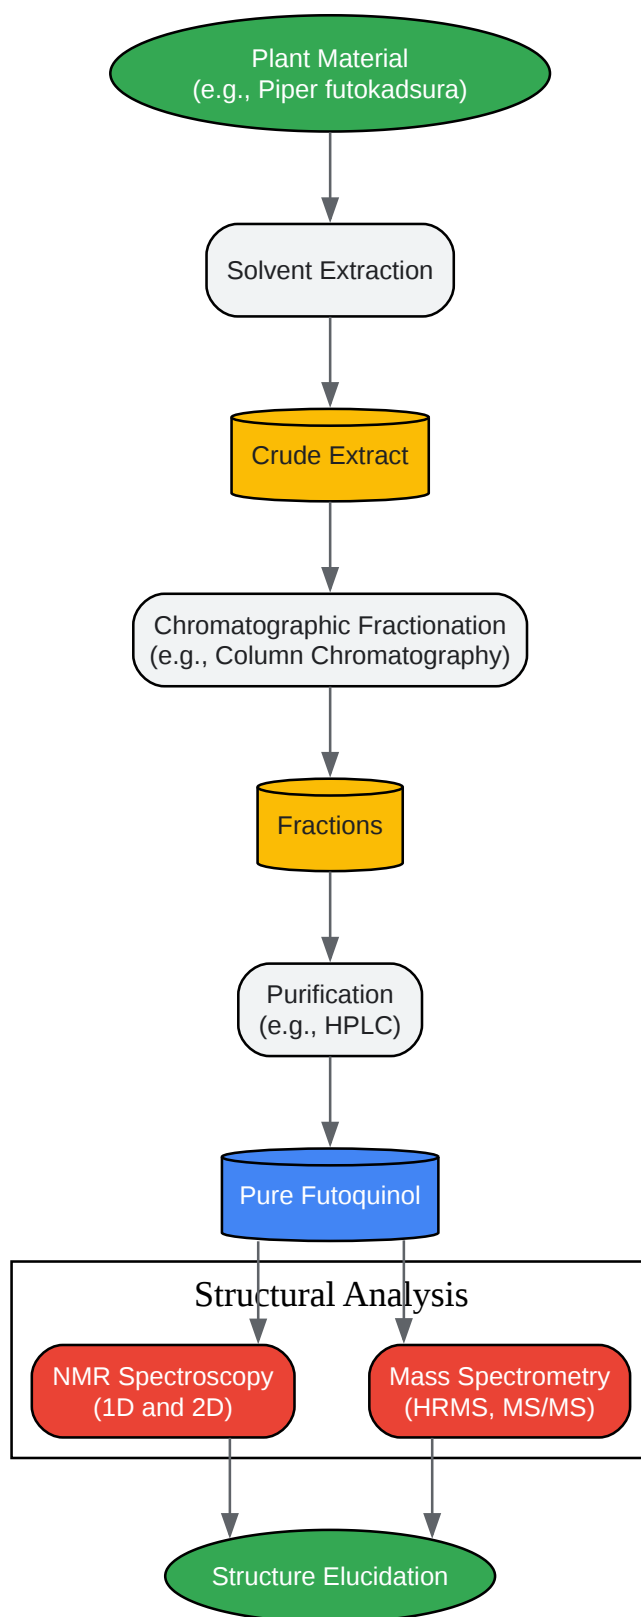 Plant Material
(e.g., Piper futokadsura)
Solvent Extraction
Crude Extract
Chromatographic Fractionation
(e.g., Column Chromatography)
Fractions
Purification
(e.g., HPLC)
Pure Futoquinol
Structural Analysis
NMR Spectroscopy
(1D and 2D)
Mass Spectrometry
(HRMS, MS/MS)
Structure Elucidation